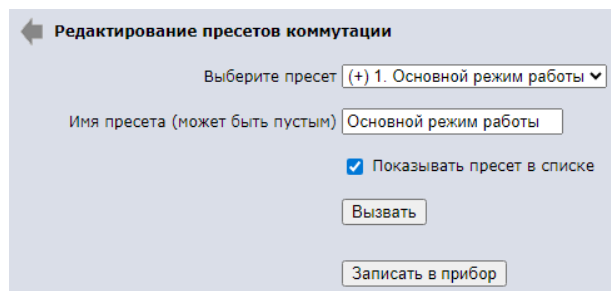 Редактирование пресетов коммутации
Выберите пресет (+) 1. Основной режим работы
Имя пресета (может быть пустым) Основной режим работы
Показывать пресет в списке
Вызвать
Записать в прибор